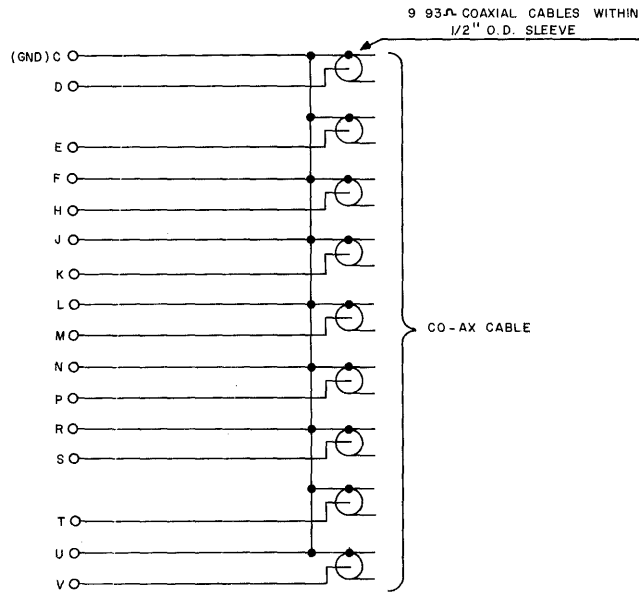 9 93Ω COAXIAL CABLES WITHIN
1/2" O.D. SLEEVE
(GND) C
D
E
F
H
J
K
L
M
CO-AX CABLE
N
P
R
S
T
U
V